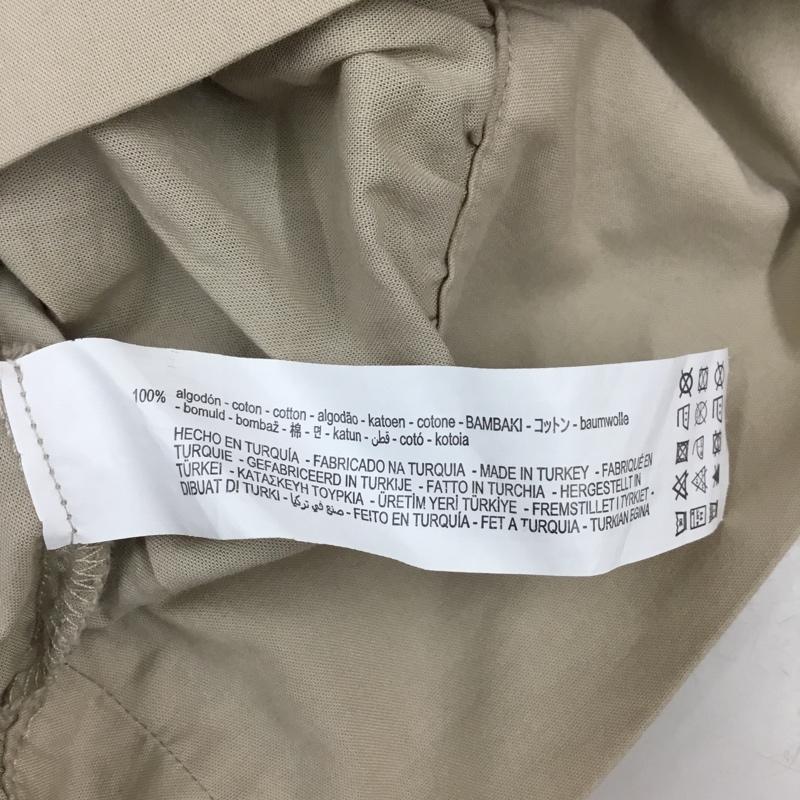 100% algodón - coton - cotton - algodão - katoen - cotone - BAMBAKI - コットン - baumwolle
- bomuld - bombaž - 棉 - 면 - katun - قطن - cotó - kotoia
HECHO EN TURQUÍA - FABRICADO NA TURQUIA - MADE IN TURKEY - FABRIQUÉ EN
TURQUIE - GEFABRICEERD IN TURKIJE - FATTO IN TURCHIA - HERGESTELLT IN
TÜRKEI - ΚΑΤΑΣΚΕΥΗ ΤΟΥΡΚΙΑ - ÜRETİM YERİ TÜRKİYE - FREMSTILLET I TYRKIET -
DIBUAT DI TURKI - صنع في تركيا - FEITO EN TURQUÍA - FET A TURQUIA - TURKIAN EGINA